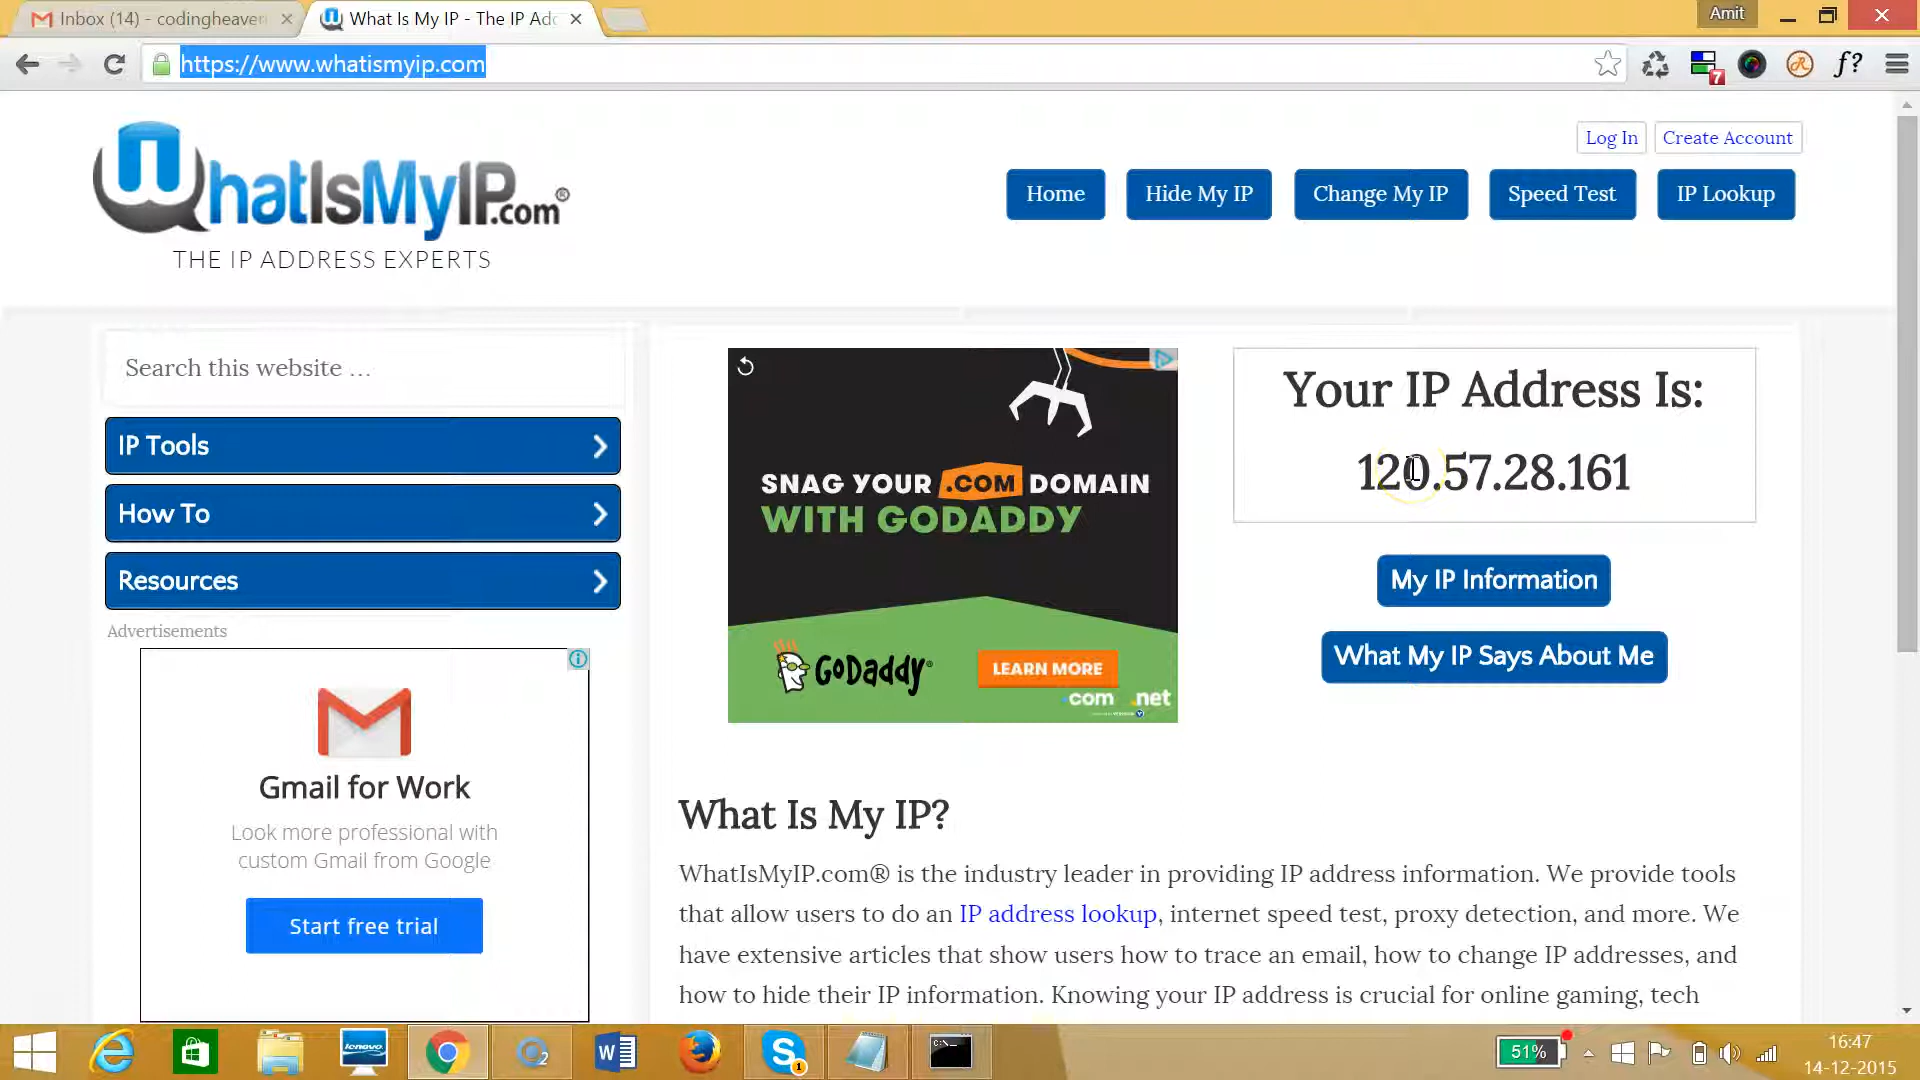 Inbox (14) - codingheaven
What Is My IP - The IP Add
Amit
https://www.whatismyip.com
7
f?
Log In
Create Account
WhatIsMyIP.com®
THE IP ADDRESS EXPERTS
Home
Hide My IP
Change My IP
Speed Test
IP Lookup
Search this website …
IP Tools
How To
Resources
Advertisements
Gmail for Work
Look more professional with
custom Gmail from Google
Start free trial
SNAG YOUR .COM DOMAIN
WITH GODADDY
GoDaddy
LEARN MORE
.com .net
Your IP Address Is:
120.57.28.161
My IP Information
What My IP Says About Me
What Is My IP?
WhatIsMyIP.com® is the industry leader in providing IP address information. We provide tools
that allow users to do an IP address lookup, internet speed test, proxy detection, and more. We
have extensive articles that show users how to trace an email, how to change IP addresses, and
how to hide their IP information. Knowing your IP address is crucial for online gaming, tech
lenovo
2
W
S
1
C:\_
51%
16:47
14-12-2015